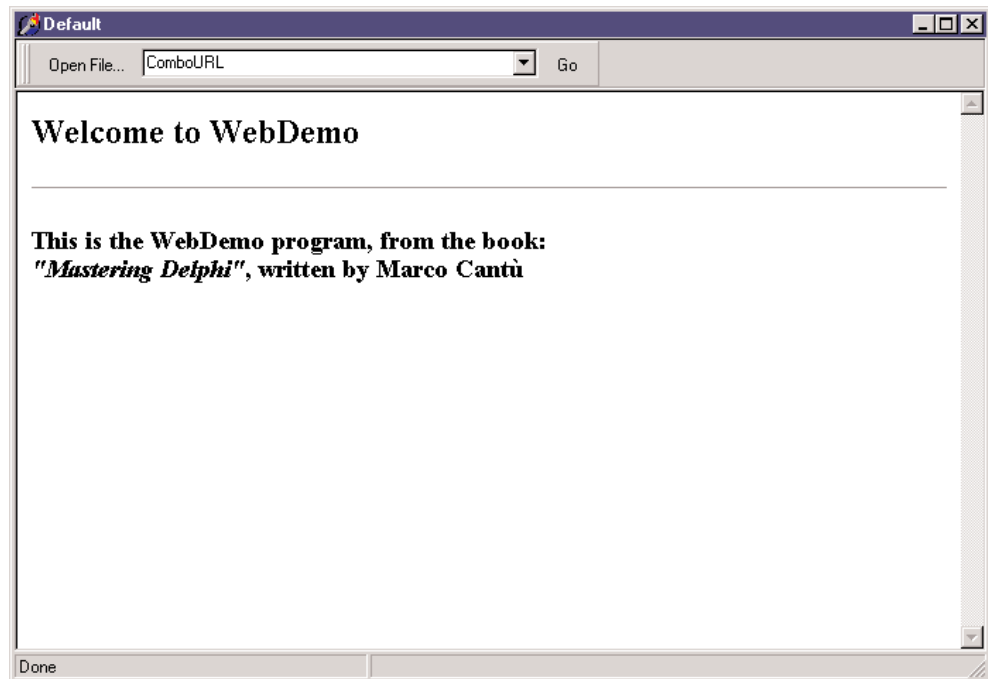 Default
Open File... ComboURL Go
Welcome to WebDemo
This is the WebDemo program, from the book:
"Mastering Delphi", written by Marco Cantù
Done